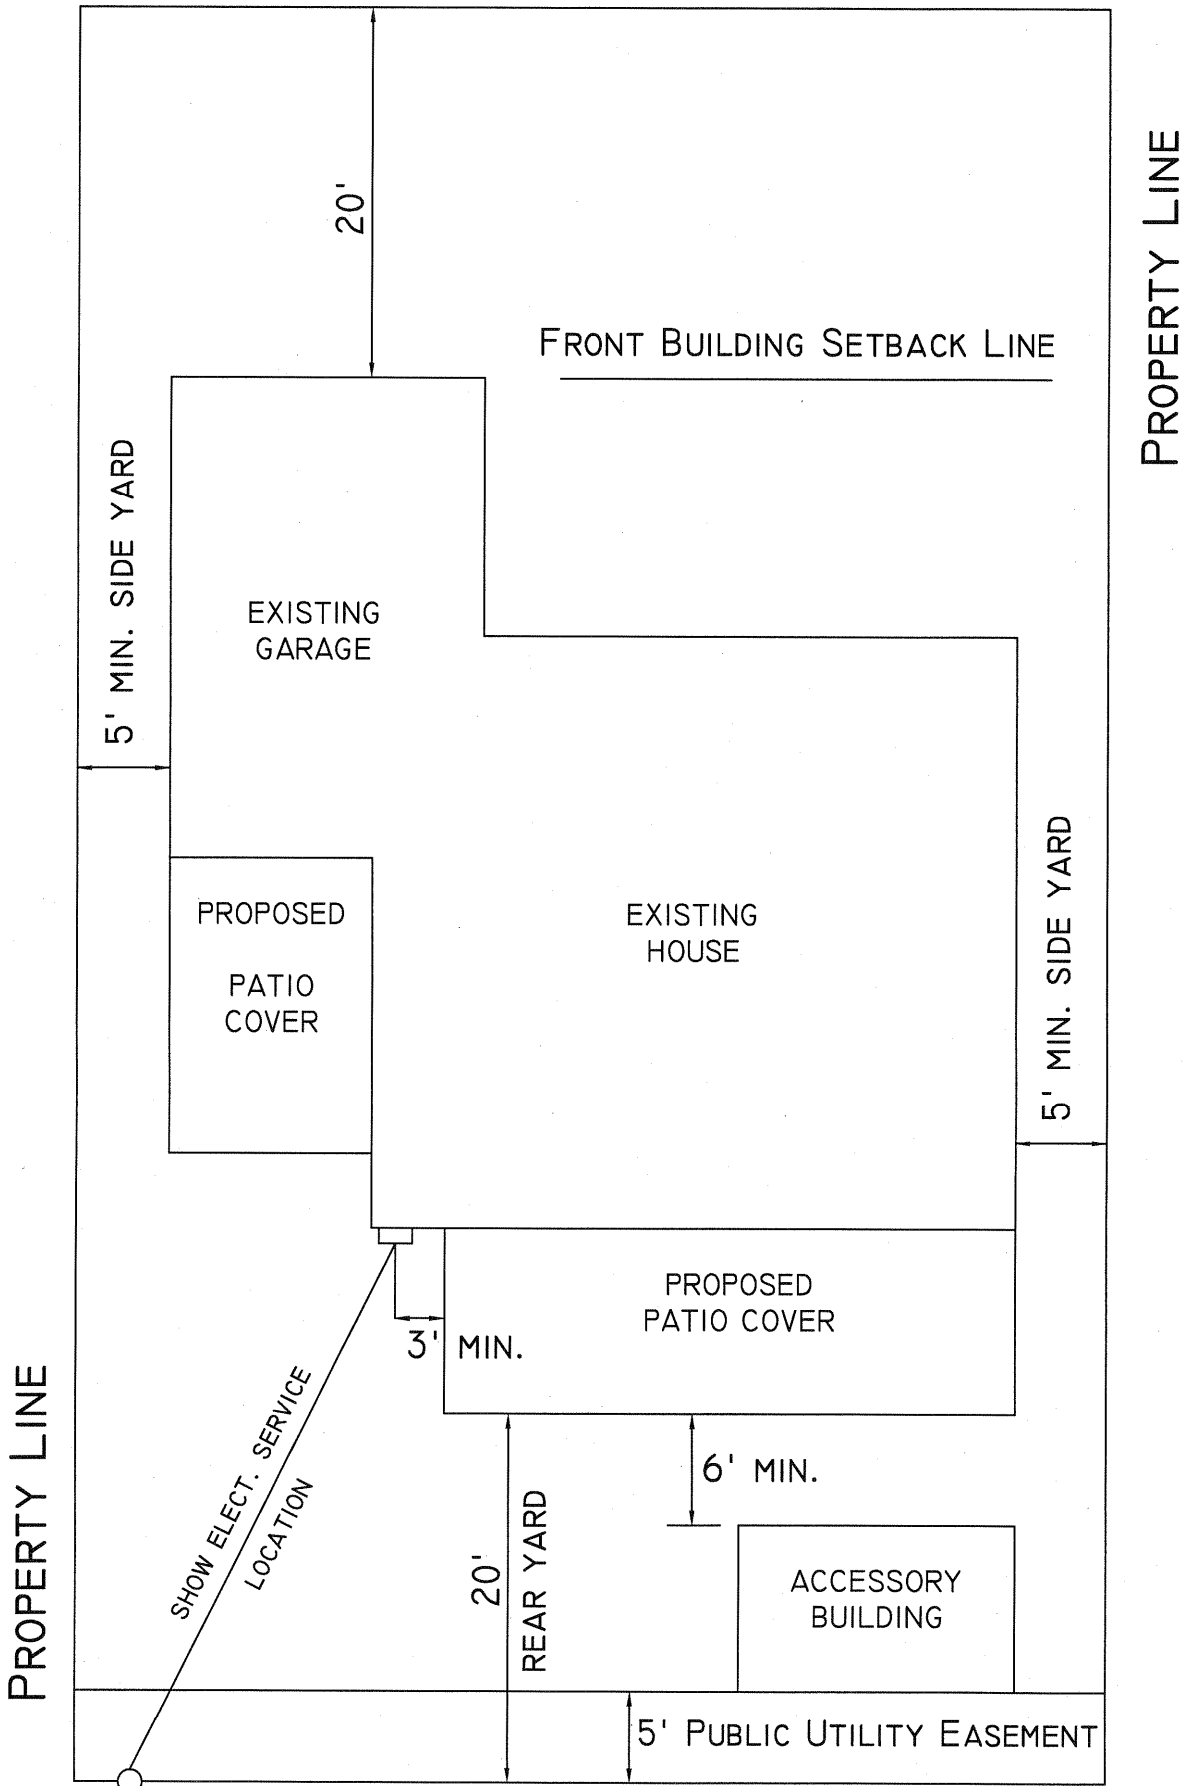 20'
PROPERTY LINE
FRONT BUILDING SETBACK LINE
5' MIN. SIDE YARD
EXISTING
GARAGE
PROPOSED
PATIO
COVER
EXISTING
HOUSE
5' MIN. SIDE YARD
PROPOSED
PATIO COVER
3' MIN.
PROPERTY LINE
SHOW ELECT. SERVICE
LOCATION
6' MIN.
20'
REAR YARD
ACCESSORY
BUILDING
5' PUBLIC UTILITY EASEMENT